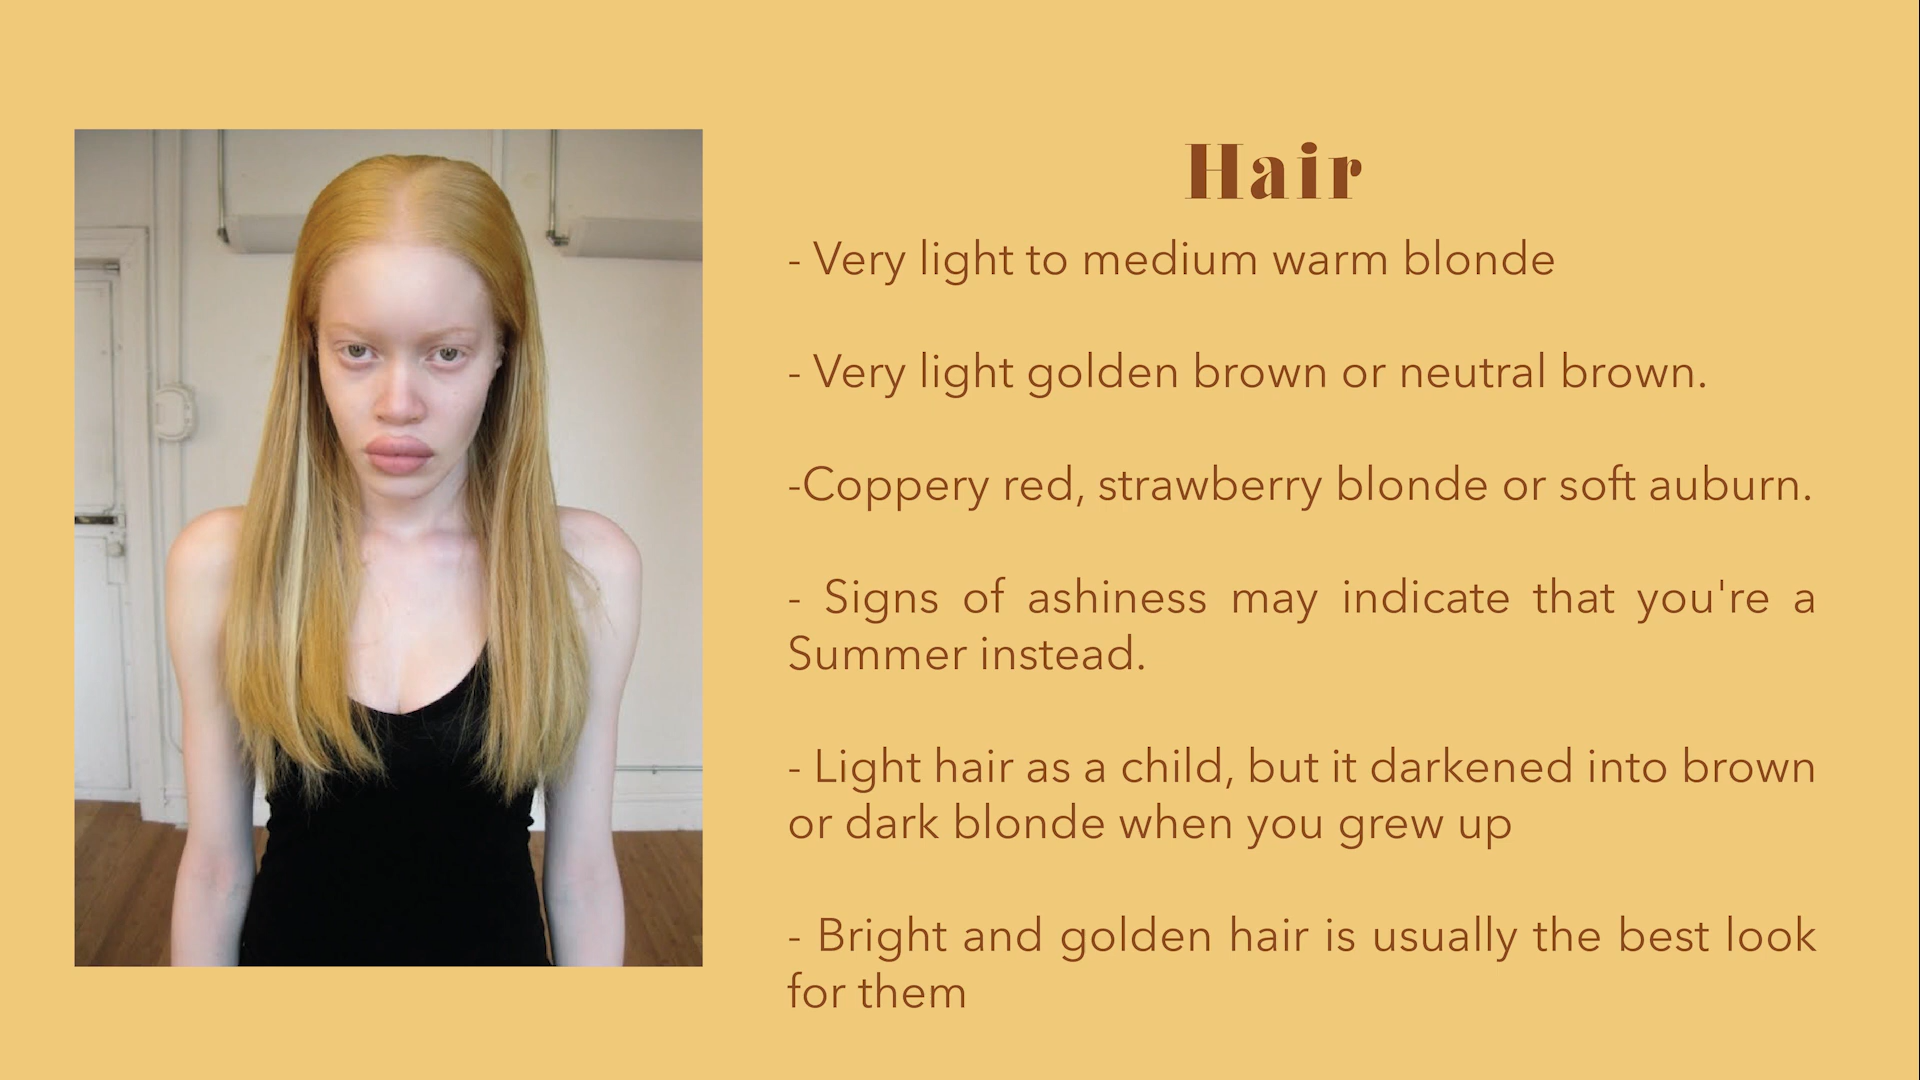 Hair
- Very light to medium warm blonde
- Very light golden brown or neutral brown.
-Coppery red, strawberry blonde or soft auburn.
- Signs of ashiness may indicate that you're a
Summer instead.
- Light hair as a child, but it darkened into brown
or dark blonde when you grew up
- Bright and golden hair is usually the best look
for them